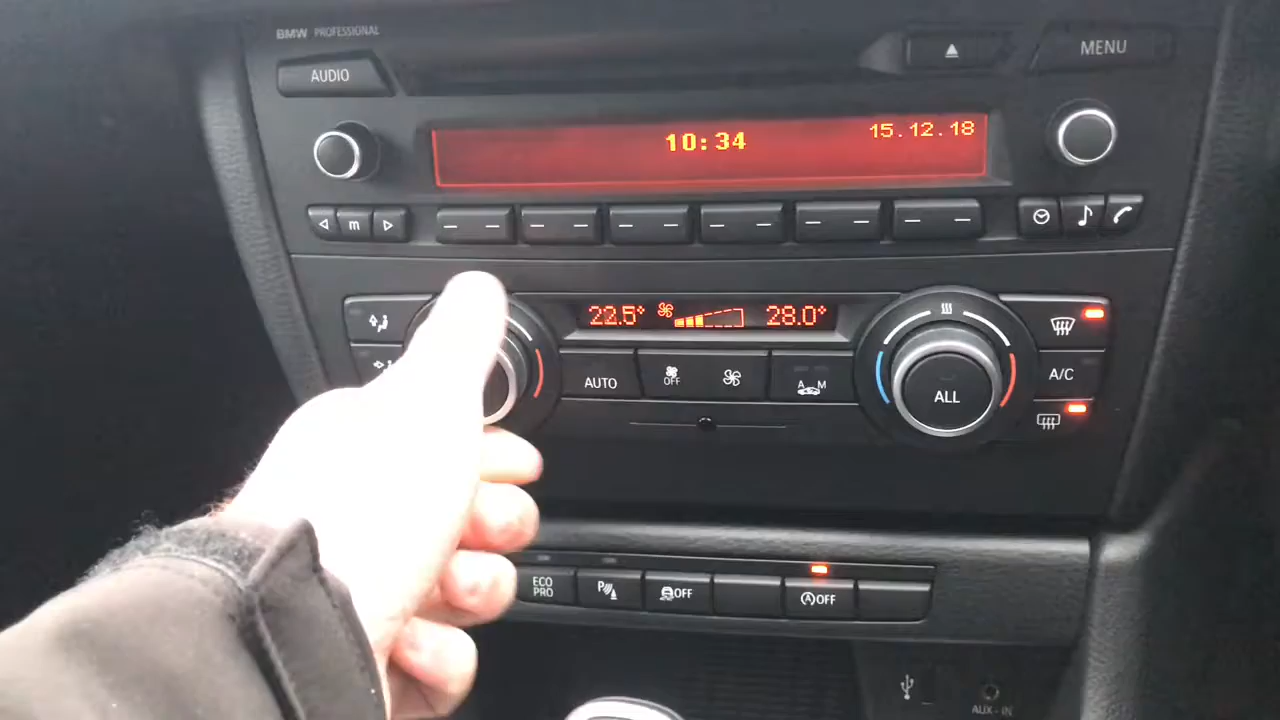 BMW PROFESSIONAL
AUDIO
MENU
10:34
15.12.18
m
22.5°
28.0°
AUTO
OFF
A M
ALL
A/C
ECO
PRO
P
OFF
A OFF
AUX-IN